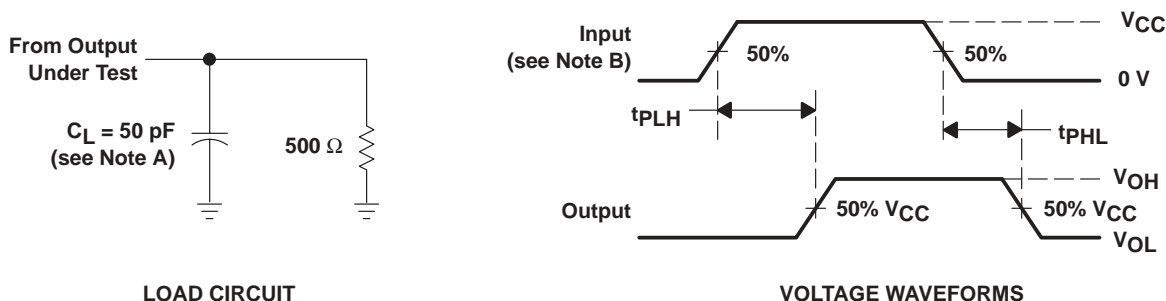 From Output
Under Test
CL = 50 pF
(see Note A)
500 Ω
LOAD CIRCUIT
Input
(see Note B)
50%
50%
VCC
0 V
tPLH
tPHL
Output
50% VCC
50% VCC
VOH
VOL
VOLTAGE WAVEFORMS